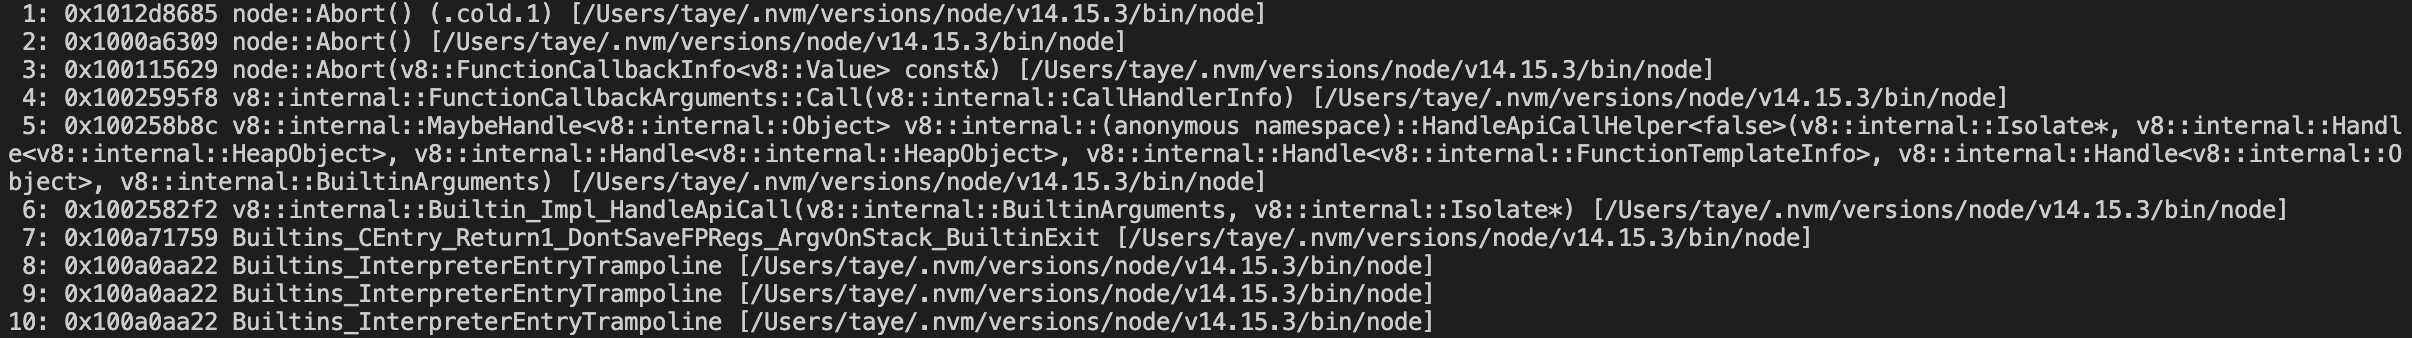 1: 0x1012d8685 node::Abort() (.cold.1) [/Users/taye/.nvm/versions/node/v14.15.3/bin/node]
2: 0x1000a6309 node::Abort() [/Users/taye/.nvm/versions/node/v14.15.3/bin/node]
3: 0x100115629 node::Abort(v8::FunctionCallbackInfo<v8::Value> const&) [/Users/taye/.nvm/versions/node/v14.15.3/bin/node]
4: 0x1002595f8 v8::internal::FunctionCallbackArguments::Call(v8::internal::CallHandlerInfo) [/Users/taye/.nvm/versions/node/v14.15.3/bin/node]
5: 0x100258b8c v8::internal::MaybeHandle<v8::internal::Object> v8::internal::(anonymous namespace)::HandleApiCallHelper<false>(v8::internal::Isolate*, v8::internal::Handl
e<v8::internal::HeapObject>, v8::internal::Handle<v8::internal::HeapObject>, v8::internal::Handle<v8::internal::FunctionTemplateInfo>, v8::internal::Handle<v8::internal::O
bject>, v8::internal::BuiltinArguments) [/Users/taye/.nvm/versions/node/v14.15.3/bin/node]
6: 0x1002582f2 v8::internal::Builtin_Impl_HandleApiCall(v8::internal::BuiltinArguments, v8::internal::Isolate*) [/Users/taye/.nvm/versions/node/v14.15.3/bin/node]
7: 0x100a71759 Builtins_CEntry_Return1_DontSaveFPRegs_ArgvOnStack_BuiltinExit [/Users/taye/.nvm/versions/node/v14.15.3/bin/node]
8: 0x100a0aa22 Builtins_InterpreterEntryTrampoline [/Users/taye/.nvm/versions/node/v14.15.3/bin/node]
9: 0x100a0aa22 Builtins_InterpreterEntryTrampoline [/Users/taye/.nvm/versions/node/v14.15.3/bin/node]
10: 0x100a0aa22 Builtins_InterpreterEntryTrampoline [/Users/taye/.nvm/versions/node/v14.15.3/bin/node]